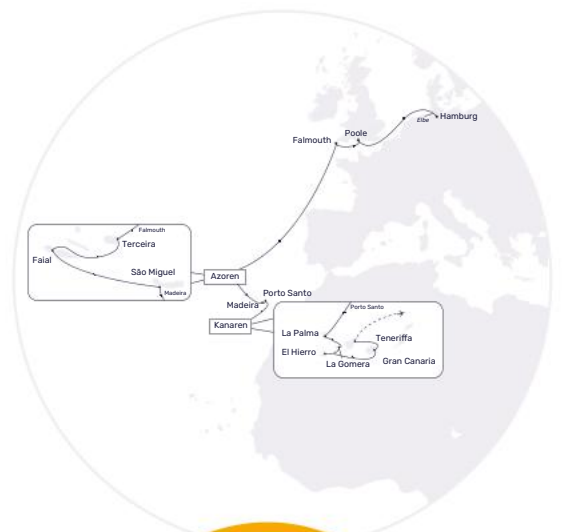 Hamburg
Elbe
Poole
Falmouth
Falmouth
Terceira
Faial
São Miguel
Madeira
Azoren
Porto Santo
Madeira
Kanaren
Porto Santo
La Palma
Teneriffa
El Hierro
La Gomera
Gran Canaria